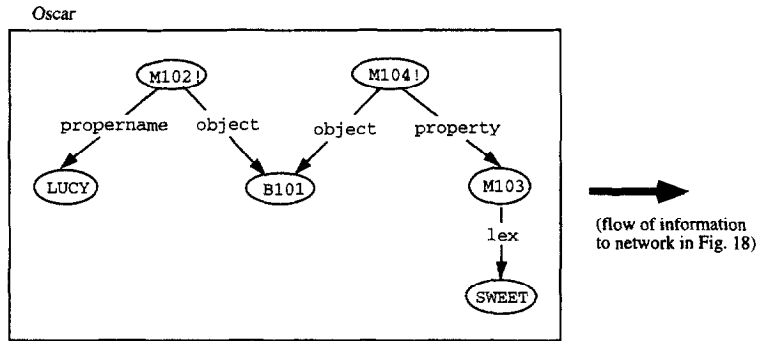 Oscar
M102! M104!
propername object object property
LUCY B101 M103
(flow of information
to network in Fig. 18)
lex
SWEET